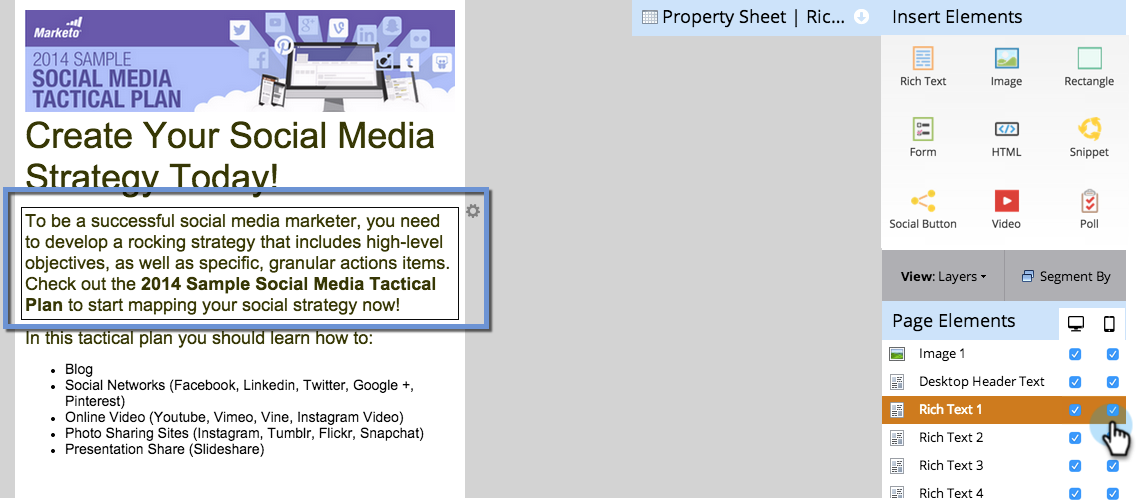 Marketo
2014 SAMPLE
SOCIAL MEDIA
TACTICAL PLAN
Create Your Social Media
Strategy Today!
To be a successful social media marketer, you need
to develop a rocking strategy that includes high-level
objectives, as well as specific, granular actions items.
Check out the 2014 Sample Social Media Tactical
Plan to start mapping your social strategy now!
In this tactical plan you should learn how to:
• Blog
• Social Networks (Facebook, Linkedin, Twitter, Google +,
Pinterest)
• Online Video (Youtube, Vimeo, Vine, Instagram Video)
• Photo Sharing Sites (Instagram, Tumblr, Flickr, Snapchat)
• Presentation Share (Slideshare)
Property Sheet | Ric...
Insert Elements
Rich Text
Image
Rectangle
Form
HTML
Snippet
Social Button
Video
Poll
View: Layers
Segment By
Page Elements
Image 1
Desktop Header Text
Rich Text 1
Rich Text 2
Rich Text 3
Rich Text 4